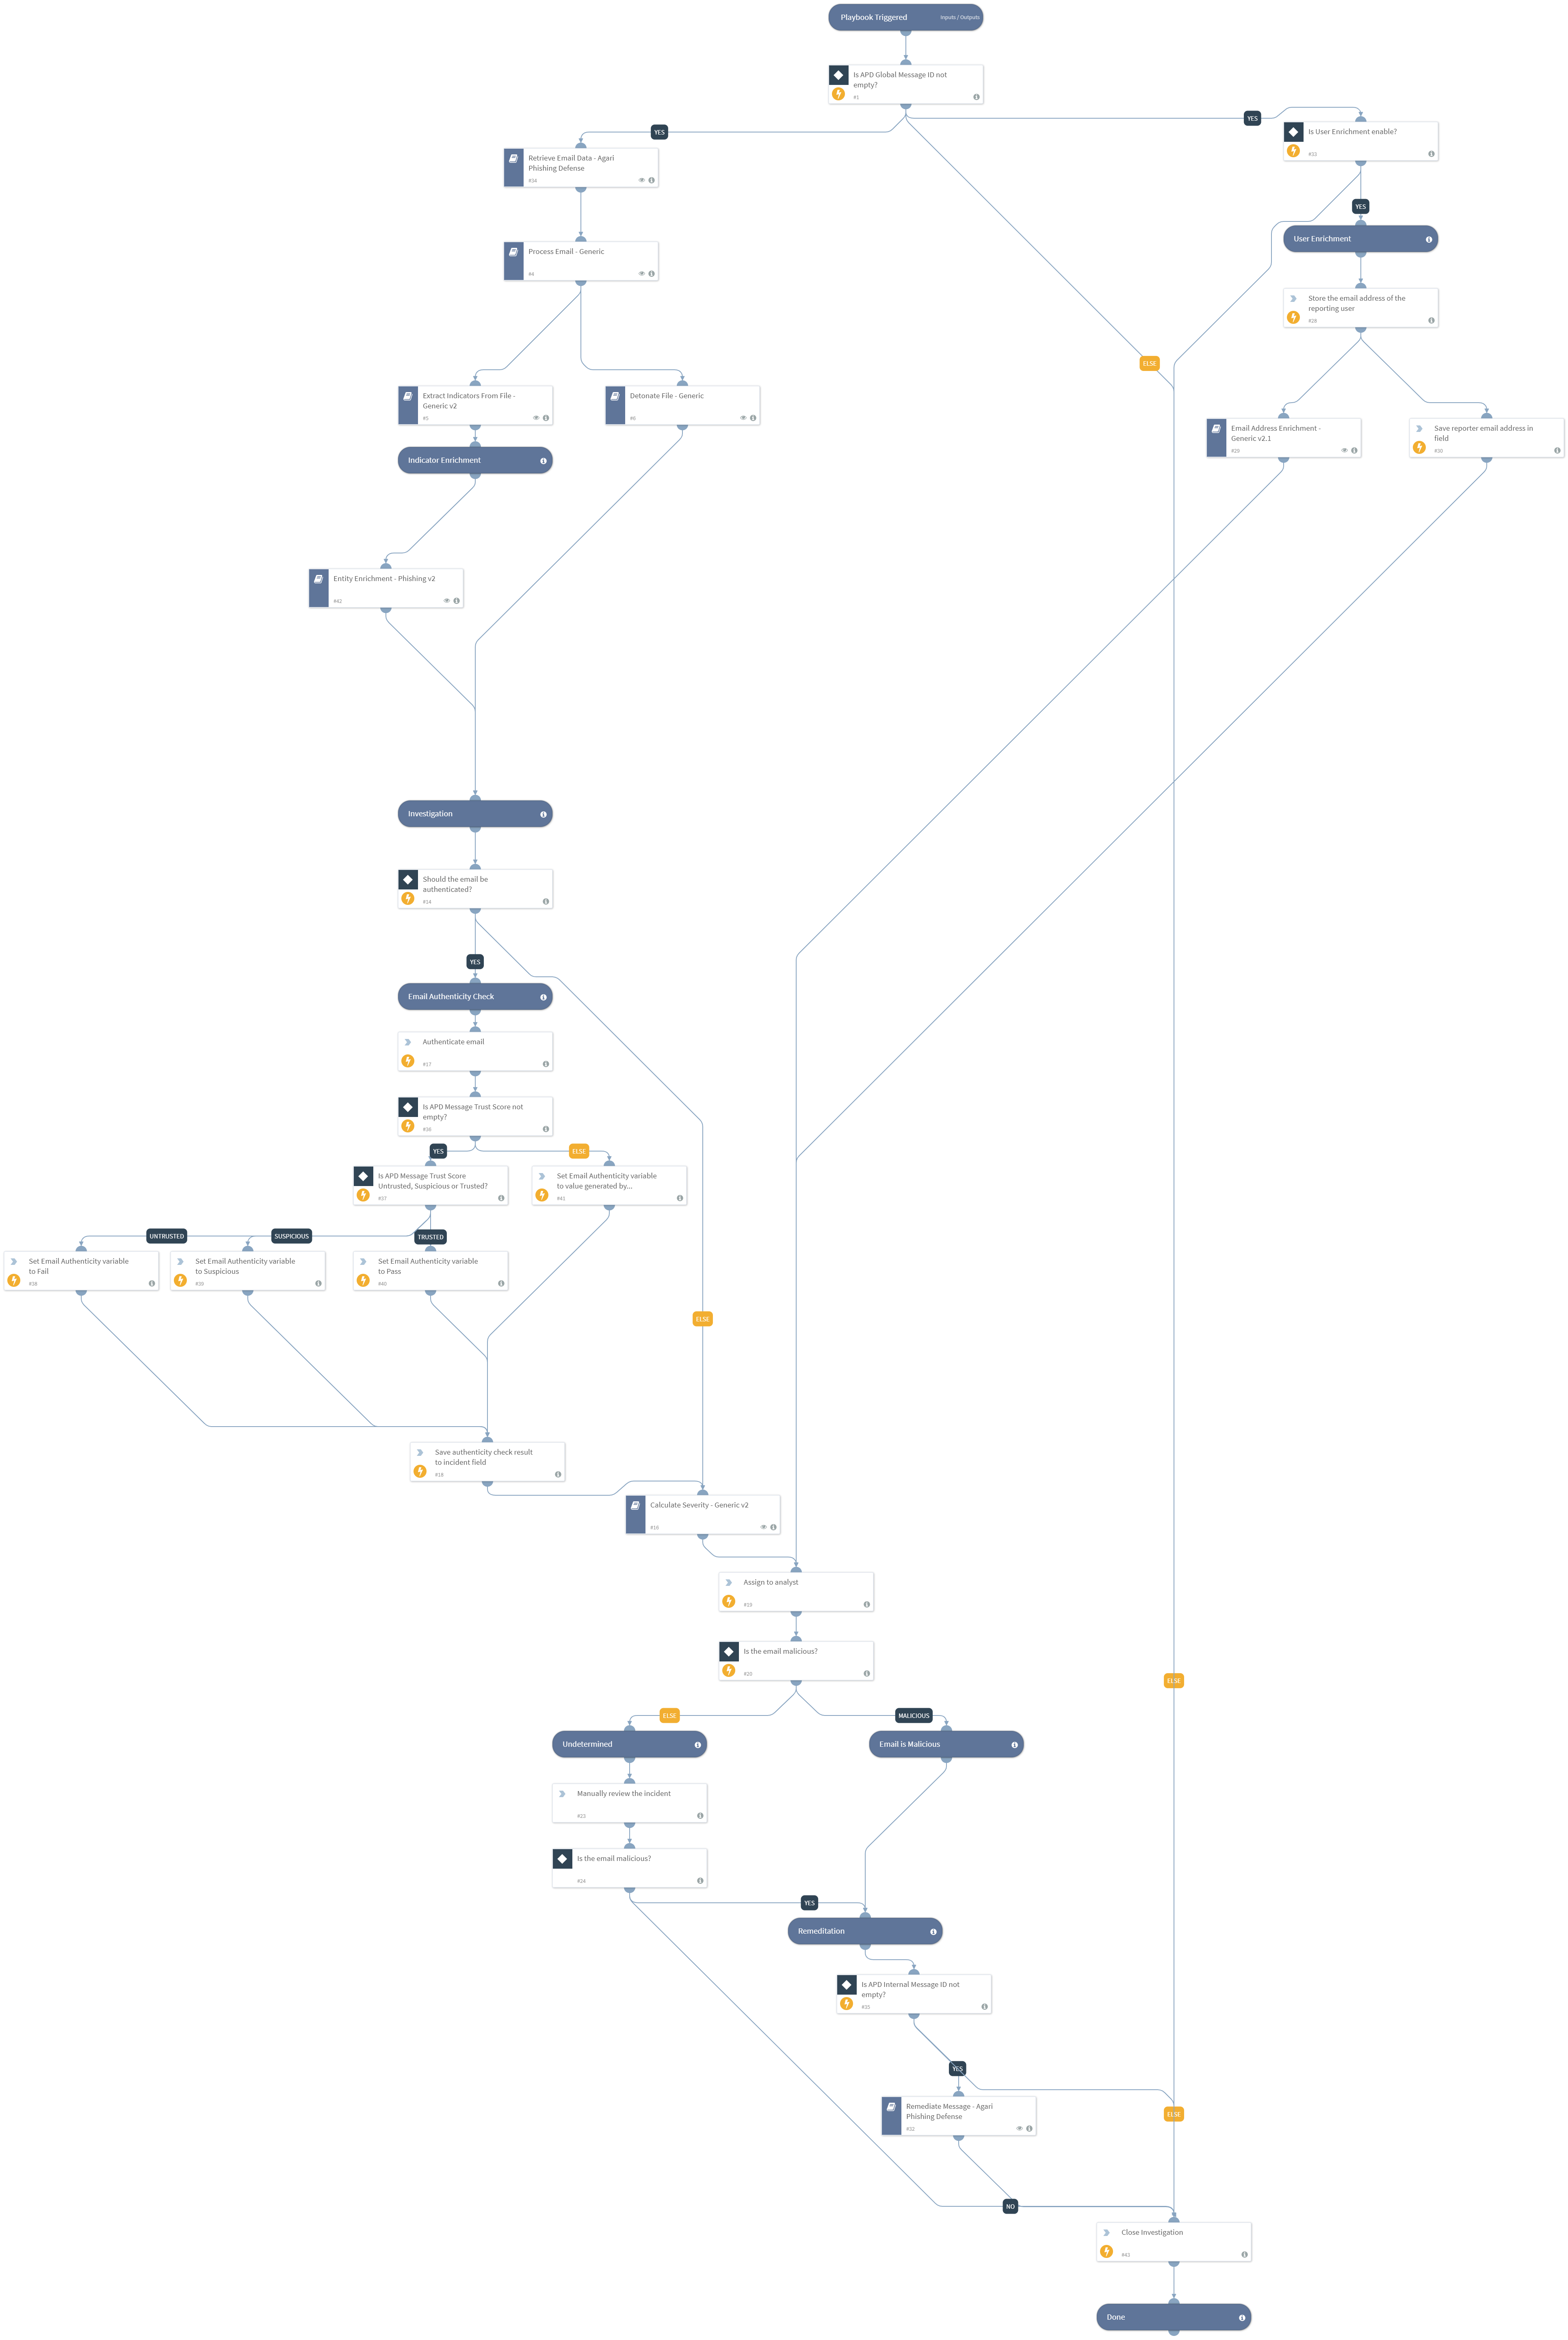 Playbook Triggered
Inputs / Outputs
Is APD Global Message ID not
empty?
#1
YES
YES
Is User Enrichment enable?
Retrieve Email Data - Agari
Phishing Defense
#34
YES
User Enrichment
Process Email - Generic
#4
Store the email address of the
reporting user
#28
ELSE
Extract Indicators From File -
Generic v2
#5
Detonate File - Generic
#6
Email Address Enrichment -
Generic v2.1
#29
Save reporter email address in
field
#30
Indicator Enrichment
Entity Enrichment - Phishing v2
#42
Investigation
Should the email be
authenticated?
#14
YES
Email Authenticity Check
Authenticate email
#17
Is APD Message Trust Score not
empty?
#36
YES
ELSE
Is APD Message Trust Score
Untrusted, Suspicious or Trusted?
#37
Set Email Authenticity variable
to value generated by...
#41
UNTRUSTED
SUSPICIOUS
TRUSTED
Set Email Authenticity variable
to Fail
#38
Set Email Authenticity variable
to Suspicious
#39
Set Email Authenticity variable
to Pass
#40
ELSE
Save authenticity check result
to incident field
#18
Calculate Severity - Generic v2
#16
Assign to analyst
#19
Is the email malicious?
#20
ELSE
ELSE
MALICIOUS
Undetermined
Email is Malicious
Manually review the incident
#23
Is the email malicious?
#24
YES
Remeditation
Is APD Internal Message ID not
empty?
YES
Remediate Message - Agari
Phishing Defense
#32
ELSE
NO
Close Investigation
#43
Done